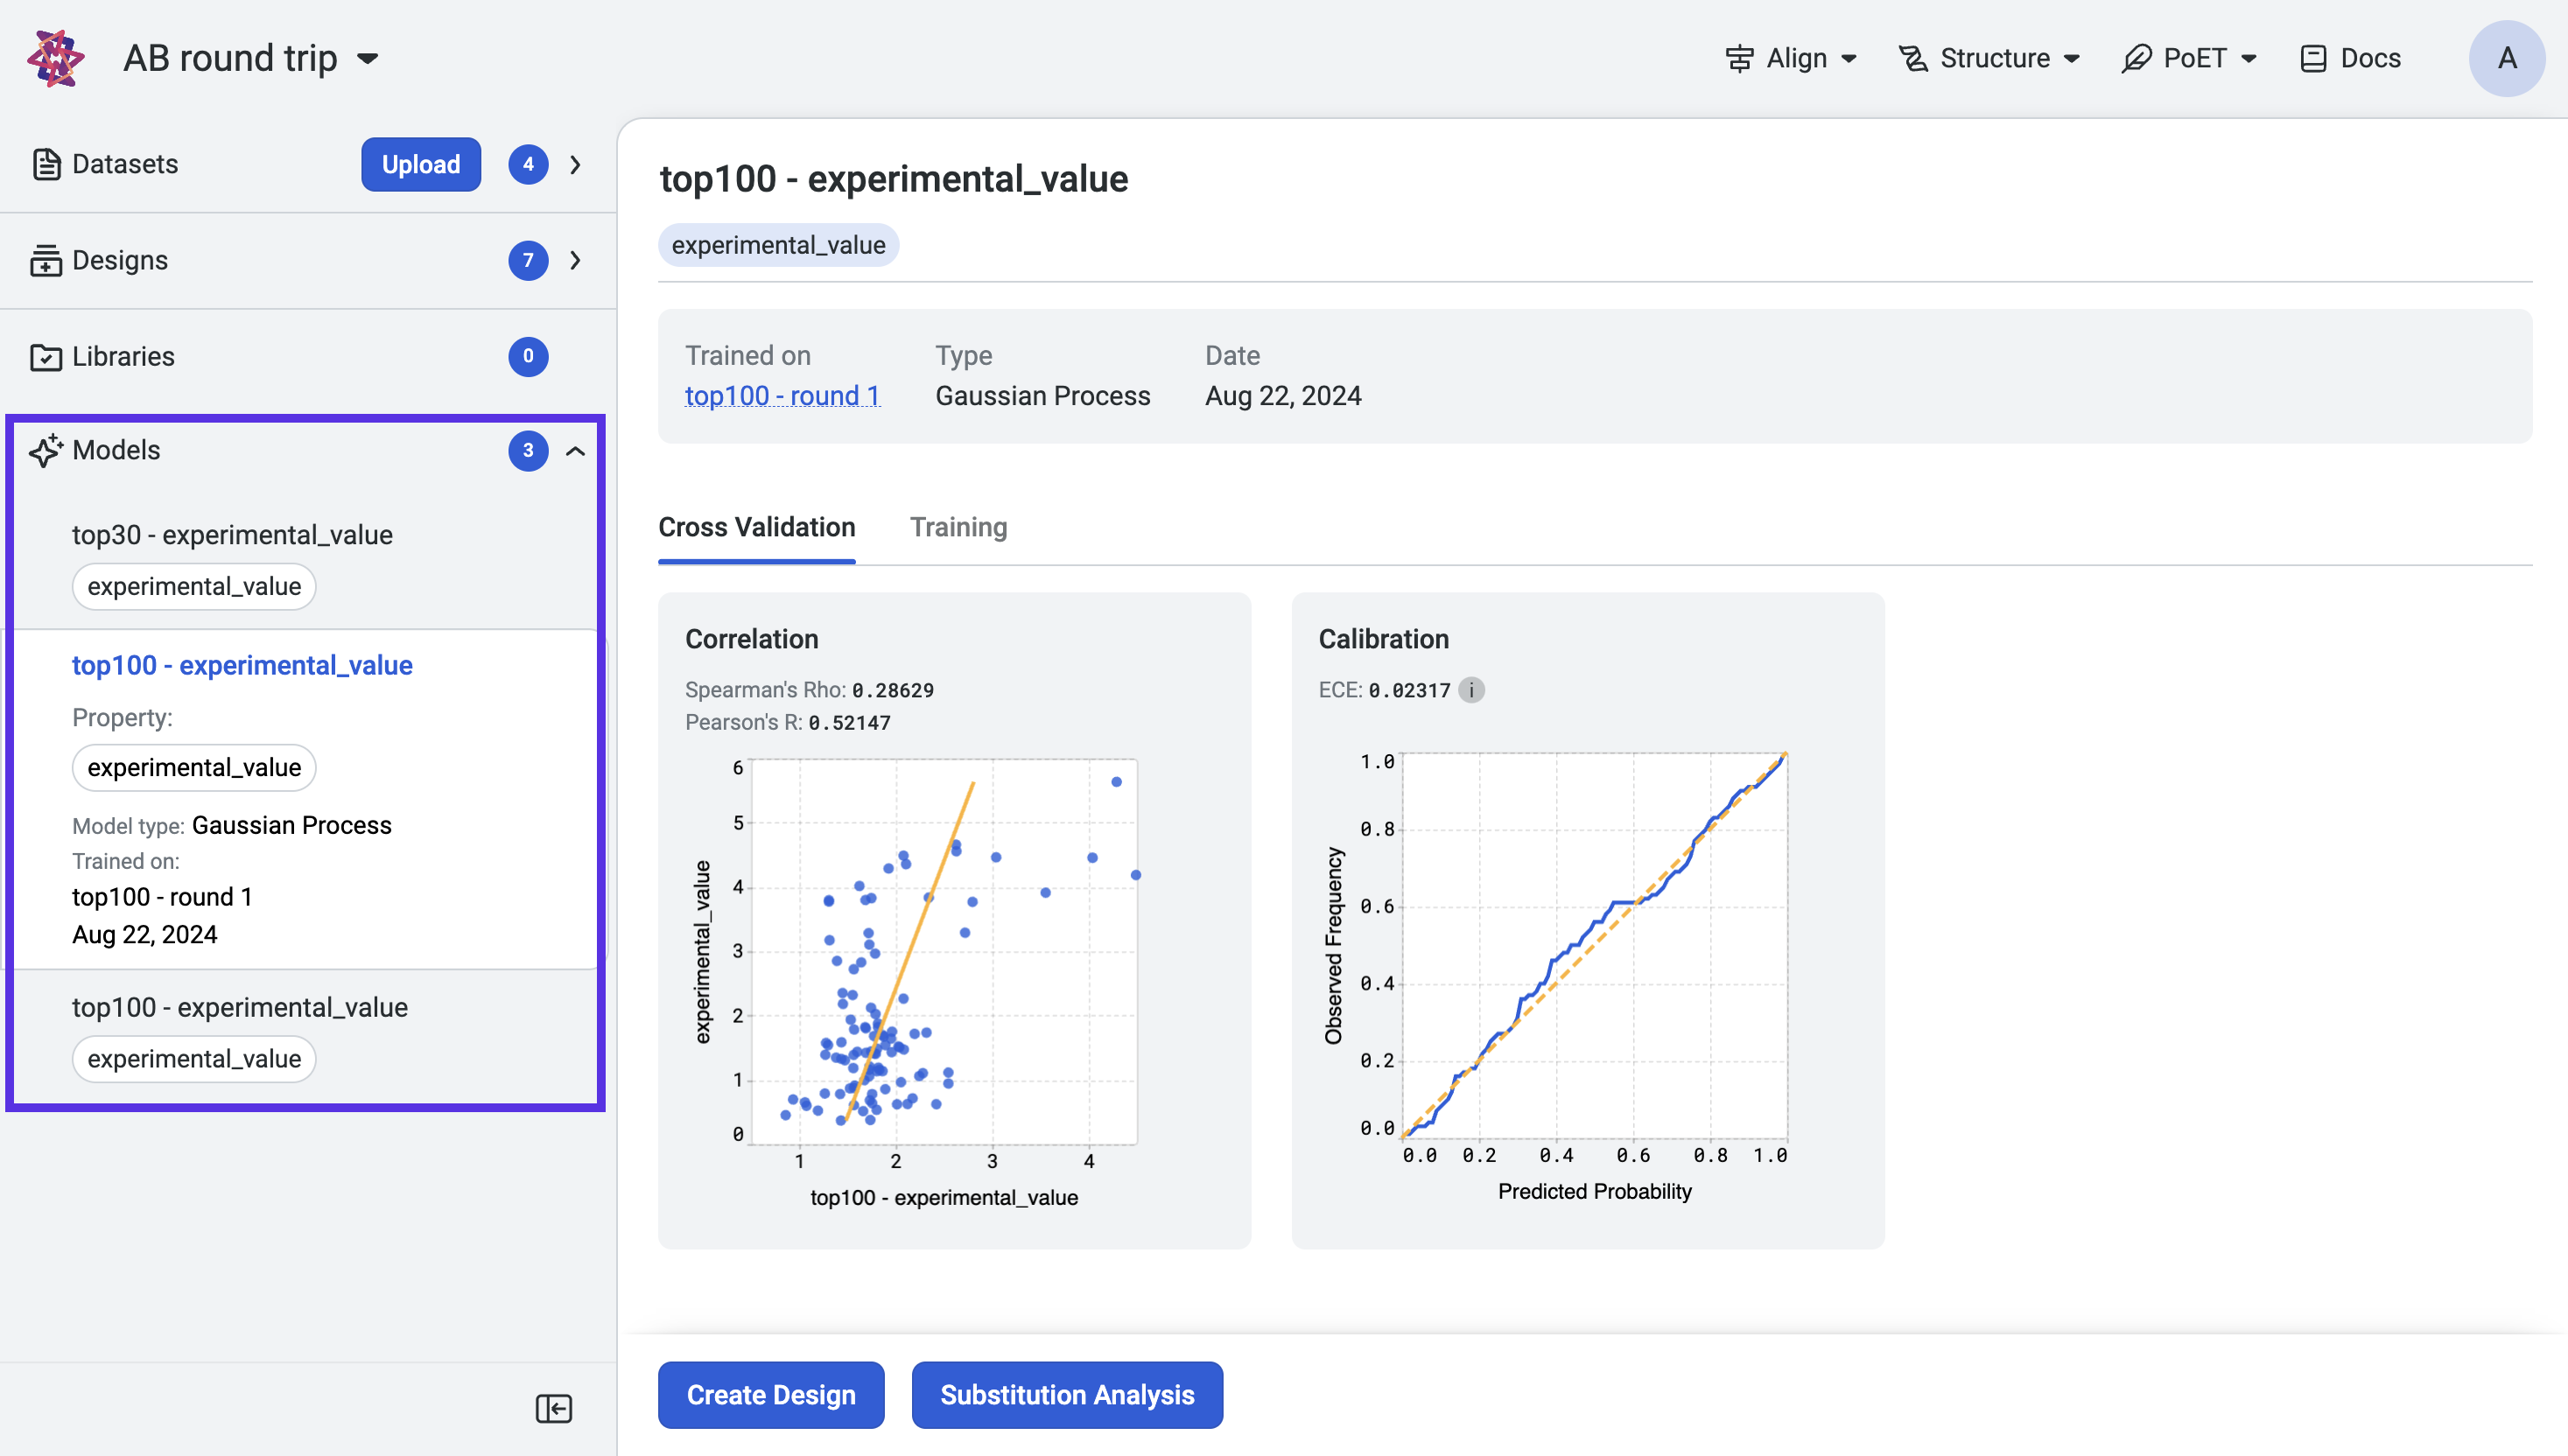 AB round trip
Align
Structure
PoET
Docs
A
Datasets
Upload
4
Designs
7
Libraries
0
Models
3
top30 - experimental_value
experimental_value
top100 - experimental_value
Property:
experimental_value
Model type: Gaussian Process
Trained on:
top100 - round 1
Aug 22, 2024
top100 - experimental_value
experimental_value
top100 - experimental_value
experimental_value
Trained on
Type
Date
top100 - round 1
Gaussian Process
Aug 22, 2024
Cross Validation
Training
Correlation
Spearman's Rho: 0.28629
Pearson's R: 0.52147
6
5
4
3
2
1
0
experimental_value
1 2 3 4
top100 - experimental_value
Calibration
ECE: 0.02317 i
1.0
0.8
0.6
0.4
0.2
0.0
Observed Frequency
0.0 0.2 0.4 0.6 0.8 1.0
Predicted Probability
Create Design
Substitution Analysis